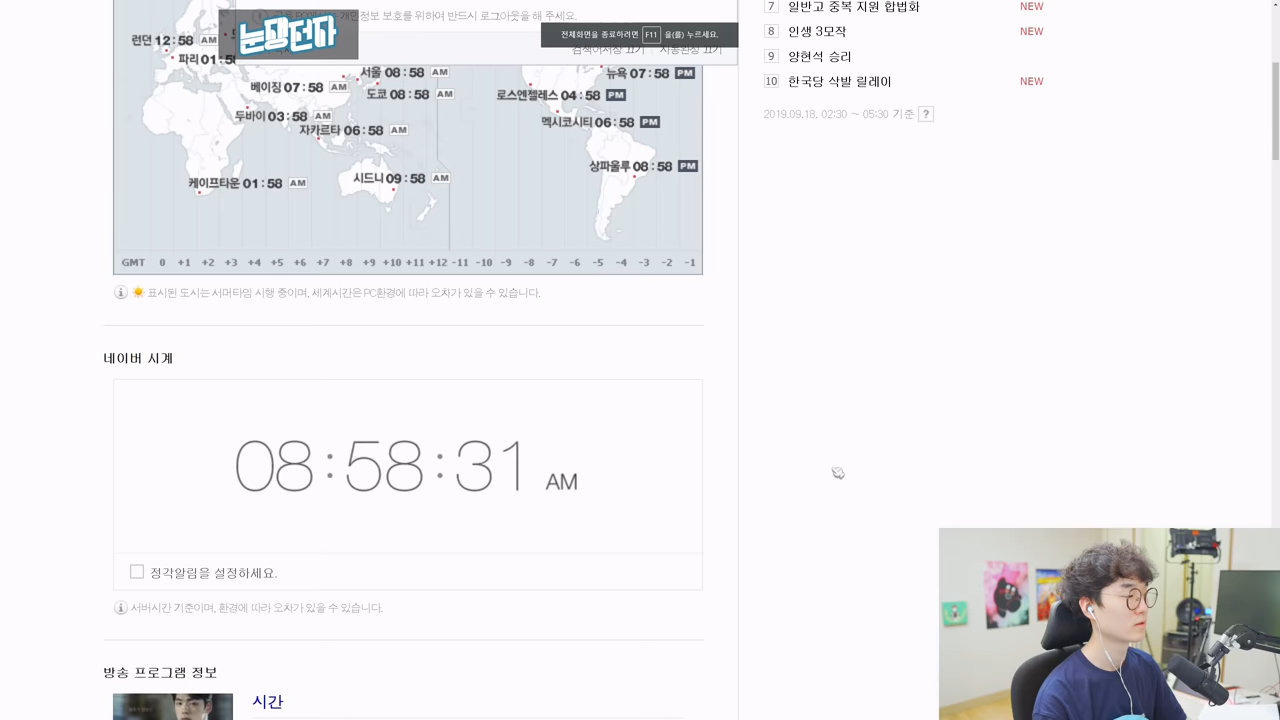 눈맹전자
개인정보 보호를 위하여 반드시 로그아웃을 해 주세요.
전체화면을 종료하려면 F11 을(를) 누르세요.
런던 12:58 AM
파리 01:5
서울 08:58 AM
베이징 07:58 AM
도쿄 08:58 AM
두바이 03:58 AM
자카르타 06:58 AM
케이프타운 01:58 AM
시드니 09:58 AM
뉴욕 07:58 PM
로스엔젤레스 04:58 PM
멕시코시티 06:58 PM
상파울루 08:58 PM
GMT 0 +1 +2 +3 +4 +5 +6 +7 +8 +9 +10 +11 +12 -11 -10 -9 -8 -7 -6 -5 -4 -3 -2 -1
표시된 도시는 서머타임 시행 중이며, 세계시간은 PC환경에 따라 오차가 있을 수 있습니다.
네이버 시계
08:58:31 AM
정각알림을 설정하세요.
서버시간 기준이며, 환경에 따라 오차가 있을 수 있습니다.
방송 프로그램 정보
시간
7 일반고 중복 지원 합법화 NEW
8 인생 3모작 NEW
9 양현석 승리
10 한국당 삭발 릴레이 NEW
2019.09.18. 02:30 ~ 05:30 기준 ?